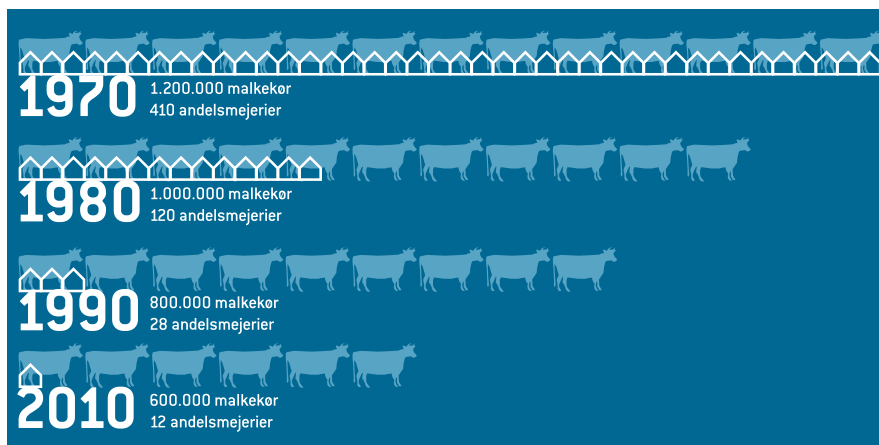 1970
1.200.000 malkekør
410 andelsmejerier
1980
1.000.000 malkekør
120 andelsmejerier
1990
800.000 malkekør
28 andelsmejerier
2010
600.000 malkekør
12 andelsmejerier